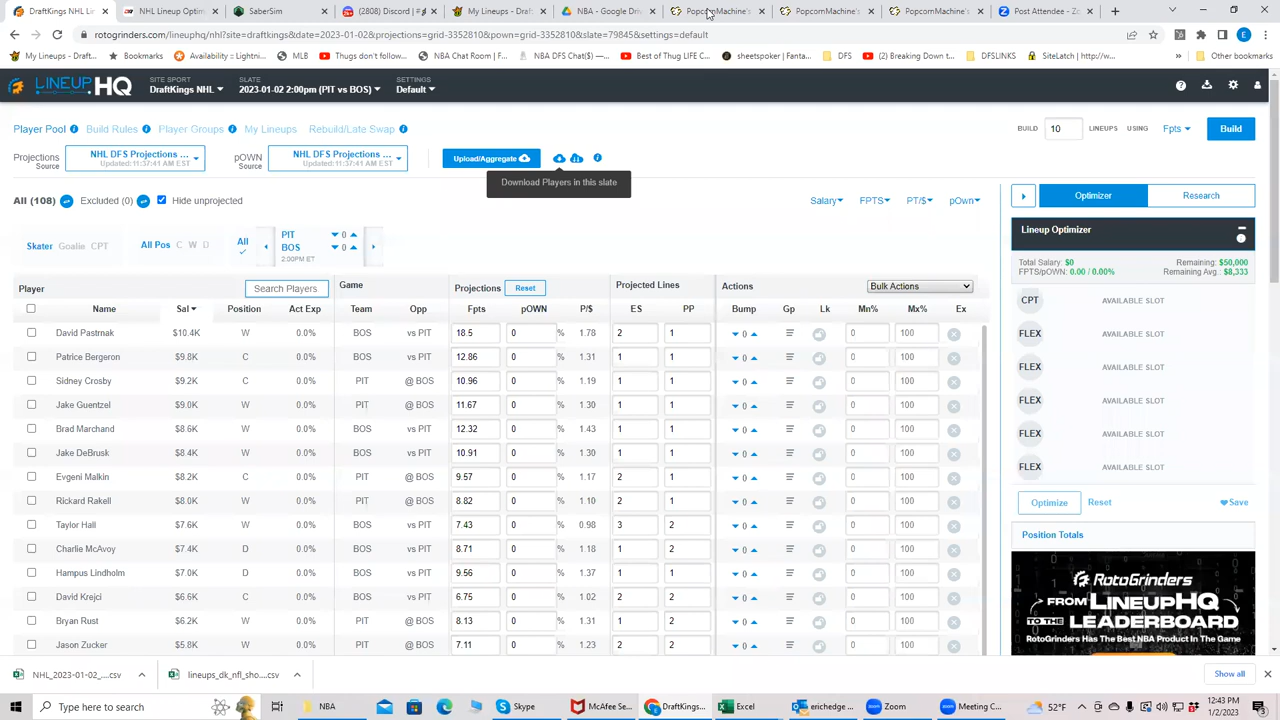 DraftKings NHL Lin
NHL Lineup Optimi
SaberSim
(2808) Discord | #
My Lineups - Draft
NBA - Google Driv
PopcornMachine's
PopcornMachine's
PopcornMachine's
Post Attendee - Zo
rotogrinders.com/lineuphq/nhl?site=draftkings&date=2023-01-02&projections=grid-3352810&pown=grid-3352810&slate=79845&settings=default
My Lineups - Draft...
Bookmarks
Availability :: Lightni...
MLB
Thugs don't follow...
NBA Chat Room |...
NBA DFS Chat($) —...
Best of Thug LIFE C...
sheetspoker | Fanta...
DFS
(2) Breaking Down t...
DFSLINKS
SiteLatch | http://w...
Other bookmarks
LINEUPHQ
SITE SPORT
DraftKings NHL
SLATE
2023-01-02 2:00pm (PIT vs BOS)
SETTINGS
Default
Player Pool
Build Rules
Player Groups
My Lineups
Rebuild/Late Swap
BUILD
10
LINEUPS
USING
Fpts
Build
Projections
Source
NHL DFS Projections ...
Updated: 11:37:41 AM EST
pOWN
Source
NHL DFS Projections ...
Updated: 11:37:41 AM EST
Upload/Aggregate
Download Players in this slate
All (108)
Excluded (0)
Hide unprojected
Salary
FPTS
PT/$
pOwn
Optimizer
Research
Skater Goalie CPT
All Pos C W D
All
PIT 0
BOS 0
2:00PM ET
Lineup Optimizer
Total Salary: $0 Remaining: $50,000
FPTS/pOWN: 0.00 / 0.00% Remaining Avg.: $8,333
Player
Search Players
Game
Projections
Reset
Projected Lines
Actions
Bulk Actions
Name Sal Position Act Exp Team Opp Fpts pOWN P/$ ES PP Bump Gp Lk Mn% Mx% Ex
David Pastrnak $10.4K W 0.0% BOS vs PIT 18.5 0 % 1.78 2 1 0 0 100
Patrice Bergeron $9.8K C 0.0% BOS vs PIT 12.86 0 % 1.31 1 1 0 0 100
Sidney Crosby $9.2K C 0.0% PIT @ BOS 10.96 0 % 1.19 1 1 0 0 100
Jake Guentzel $9.0K W 0.0% PIT @ BOS 11.67 0 % 1.30 1 1 0 0 100
Brad Marchand $8.6K W 0.0% BOS vs PIT 12.32 0 % 1.43 1 1 0 0 100
Jake DeBrusk $8.4K W 0.0% BOS vs PIT 10.91 0 % 1.30 1 1 0 0 100
Evgeni Malkin $8.2K C 0.0% PIT @ BOS 9.57 0 % 1.17 2 1 0 0 100
Rickard Rakell $8.0K W 0.0% PIT @ BOS 8.82 0 % 1.10 2 1 0 0 100
Taylor Hall $7.6K W 0.0% BOS vs PIT 7.43 0 % 0.98 3 2 0 0 100
Charlie McAvoy $7.4K D 0.0% BOS vs PIT 8.71 0 % 1.18 1 2 0 0 100
Hampus Lindholm $7.0K D 0.0% BOS vs PIT 9.56 0 % 1.37 1 2 0 0 100
David Krejci $6.6K C 0.0% BOS vs PIT 6.75 0 % 1.02 2 2 0 0 100
Bryan Rust $6.2K W 0.0% PIT @ BOS 8.13 0 % 1.31 1 2 0 0 100
Jason Zucker $5.8K W 0.0% PIT @ BOS 7.11 0 % 1.23 2 2 0 0 100
CPT AVAILABLE SLOT
FLEX AVAILABLE SLOT
FLEX AVAILABLE SLOT
FLEX AVAILABLE SLOT
FLEX AVAILABLE SLOT
FLEX AVAILABLE SLOT
Optimize
Reset
Save
Position Totals
RotoGrinders
FROM LINEUPHQ
TO THE LEADERBOARD
RotoGrinders Has The Best NBA Product In The Game
NHL_2023-01-02_....csv
lineups_dk_nfl_sho....csv
Show all
Type here to search
NBA
Skype
McAfee Se...
DraftKings...
Excel
erichedge...
Zoom
Meeting C...
52°F
12:43 PM
1/2/2023
3